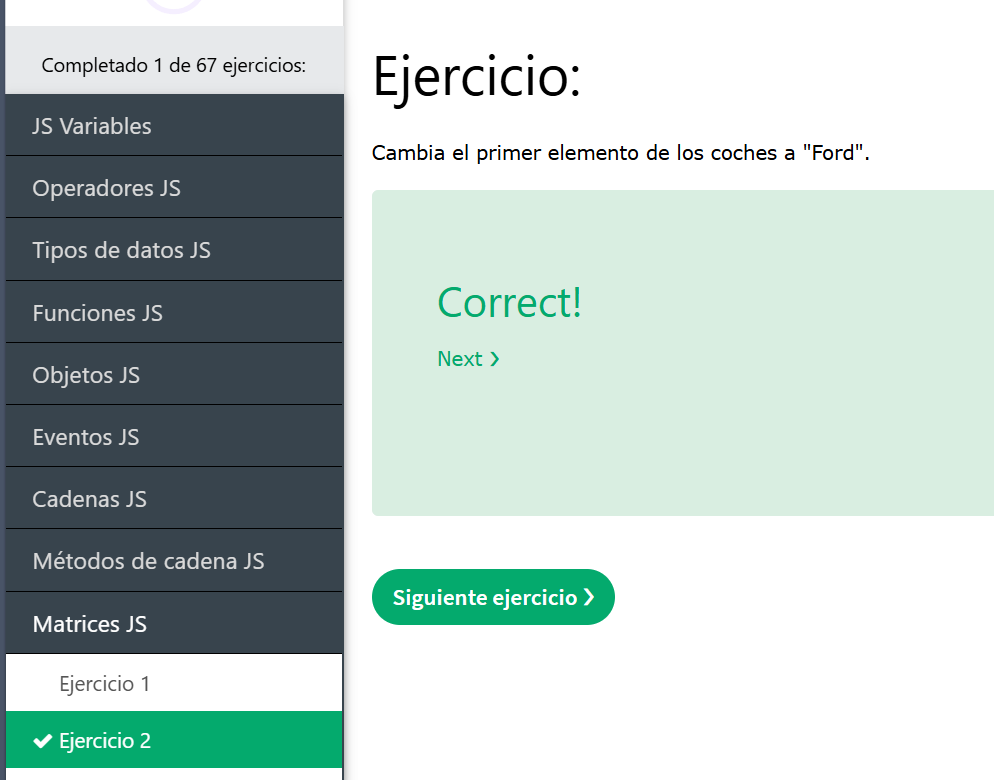 Completado 1 de 67 ejercicios:
JS Variables
Operadores JS
Tipos de datos JS
Funciones JS
Objetos JS
Eventos JS
Cadenas JS
Métodos de cadena JS
Matrices JS
Ejercicio 1
Ejercicio 2
Ejercicio:
Cambia el primer elemento de los coches a "Ford".
Correct!
Next ❯
Siguiente ejercicio ❯